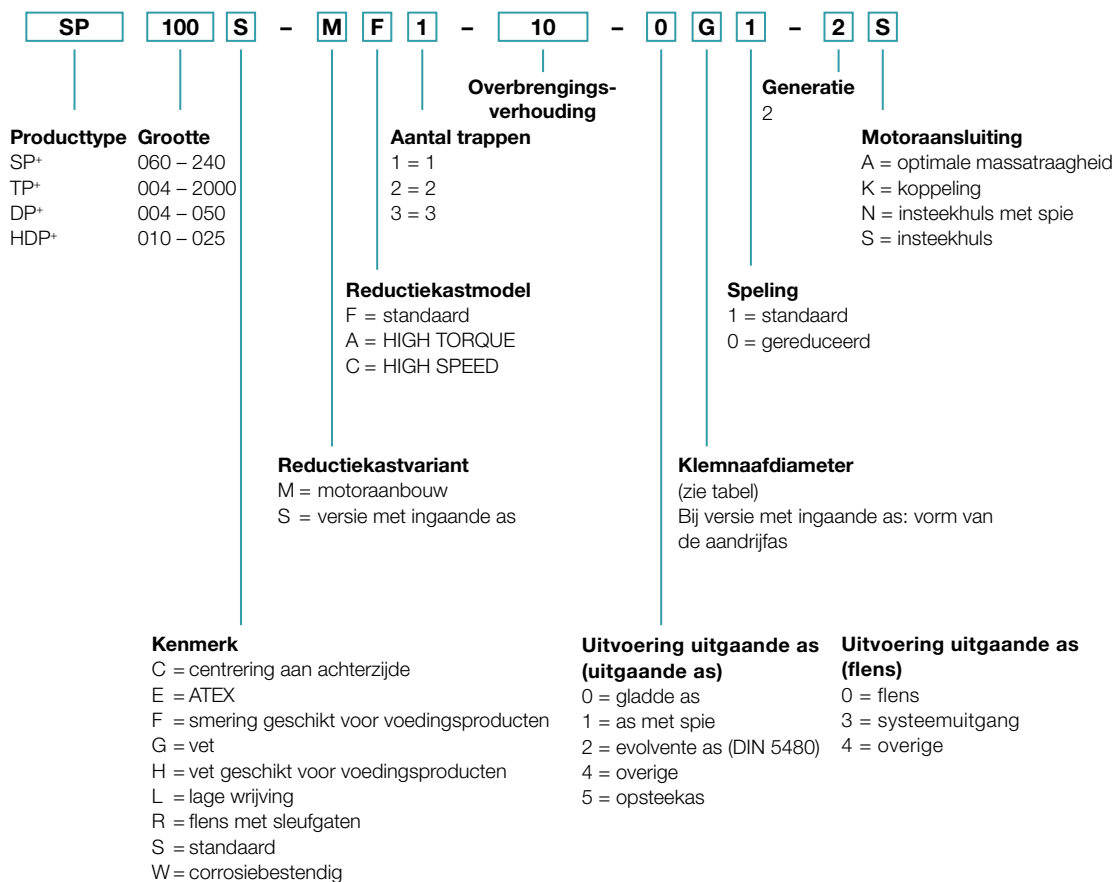 SP 100 S – M F 1 – 10 – 0 G 1 – 2 S
Overbrengings-
verhouding
Generatie
2
Producttype
SP+
TP+
DP+
HDP+
Grootte
060 – 240
004 – 2000
004 – 050
010 – 025
Aantal trappen
1 = 1
2 = 2
3 = 3
Motoraansluiting
A = optimale massatraagheid
K = koppeling
N = insteekhuls met spie
S = insteekhuls
Reductiekastmodel
F = standaard
A = HIGH TORQUE
C = HIGH SPEED
Speling
1 = standaard
0 = gereduceerd
Reductiekastvariant
M = motoraanbouw
S = versie met ingaande as
Klemnaafdiameter
(zie tabel)
Bij versie met ingaande as: vorm van
de aandrijfas
Kenmerk
C = centrering aan achterzijde
E = ATEX
F = smering geschikt voor voedingsproducten
G = vet
H = vet geschikt voor voedingsproducten
L = lage wrijving
R = flens met sleufgaten
S = standaard
W = corrosiebestendig
Uitvoering uitgaande as
(uitgaande as)
0 = gladde as
1 = as met spie
2 = evolvente as (DIN 5480)
4 = overige
5 = opsteekas
Uitvoering uitgaande as
(flens)
0 = flens
3 = systeemuitgang
4 = overige